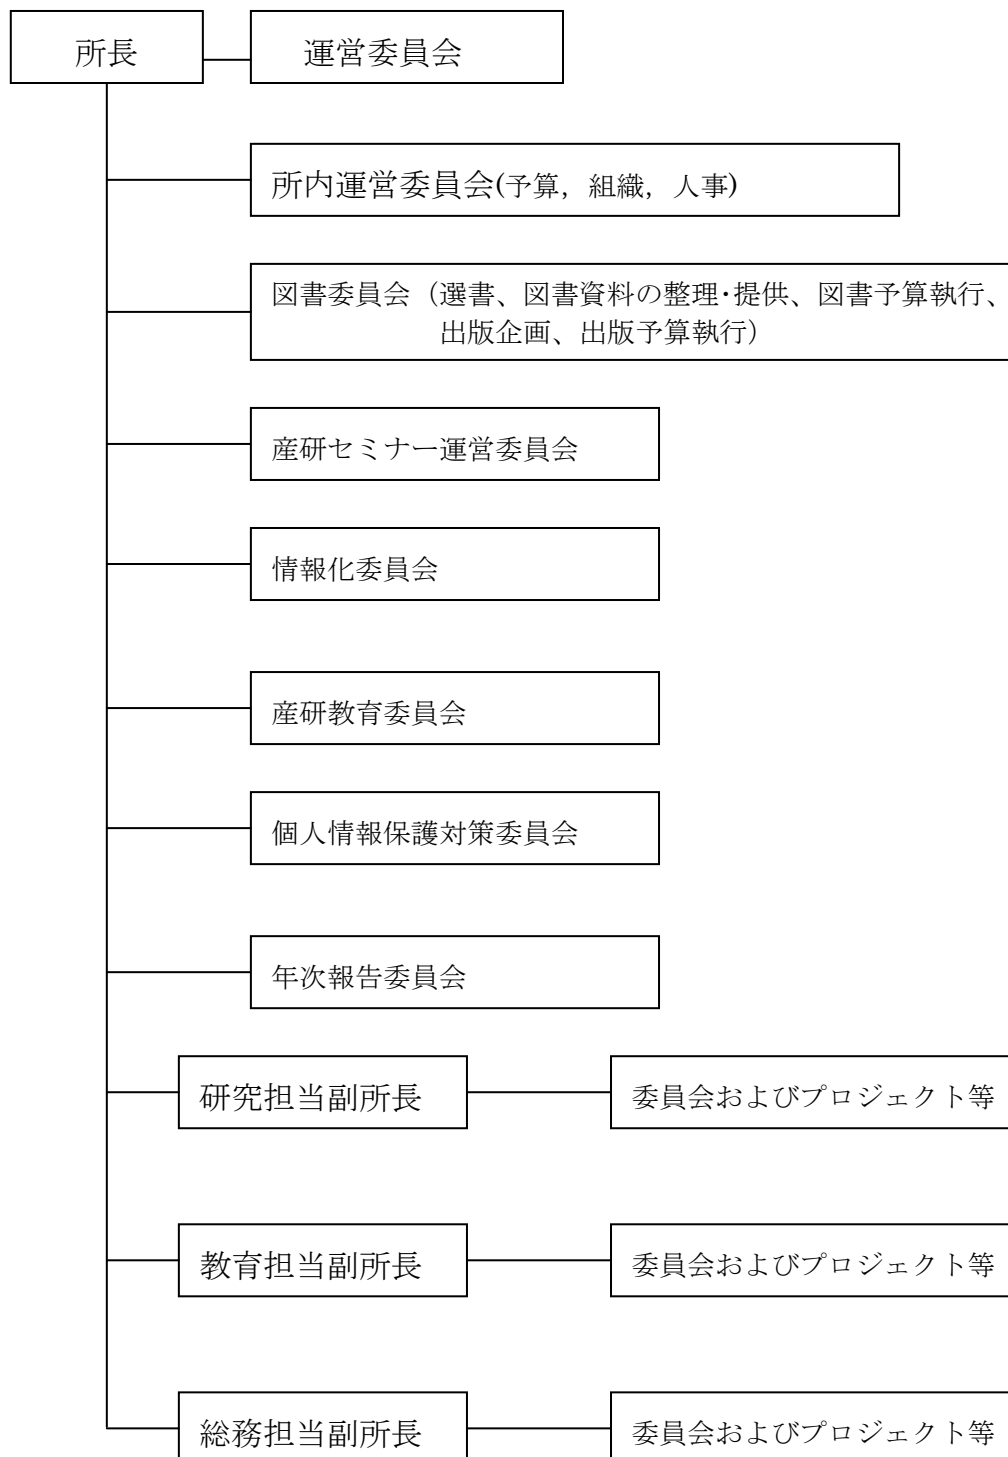 所長
運営委員会
所内運営委員会(予算，組織，人事)
図書委員会（選書、図書資料の整理･提供、図書予算執行、
出版企画、出版予算執行）
産研セミナー運営委員会
情報化委員会
産研教育委員会
個人情報保護対策委員会
年次報告委員会
研究担当副所長
委員会およびプロジェクト等
教育担当副所長
委員会およびプロジェクト等
総務担当副所長
委員会およびプロジェクト等